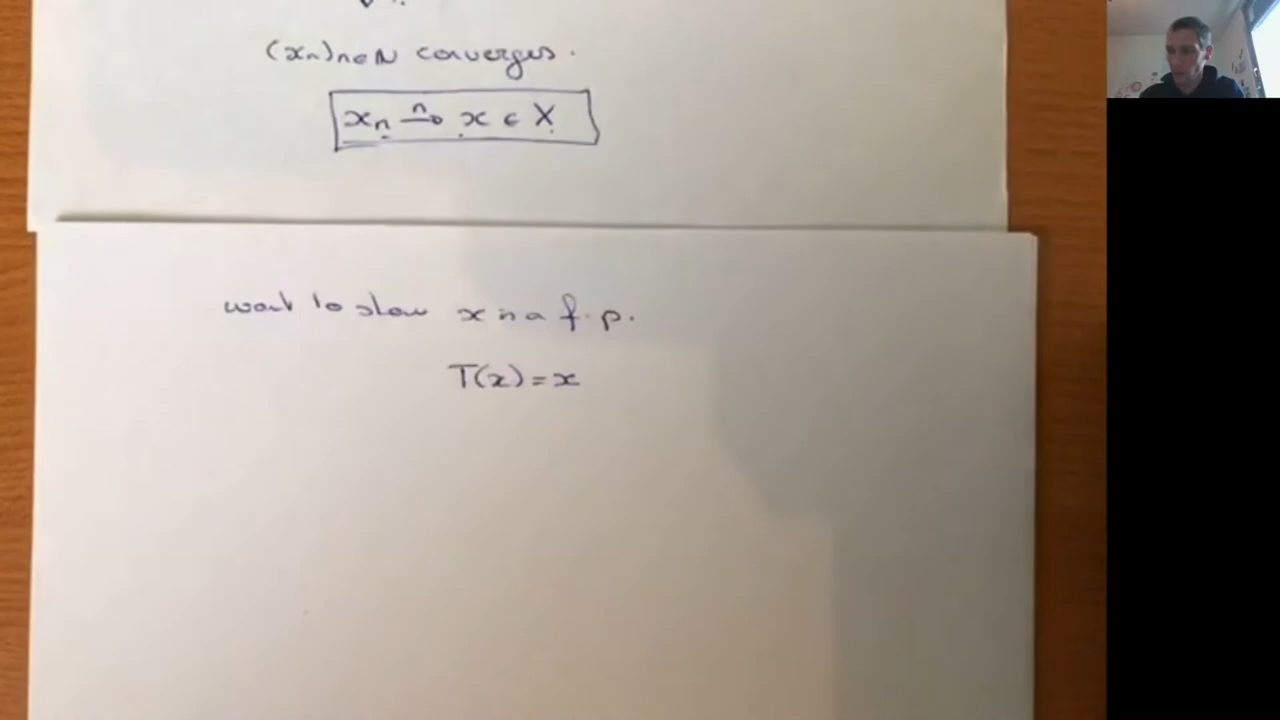 (xₙ)ₙ∈ℕ converges.
xₙ →ⁿ x ∈ X
want to show x is a f.p.
T(x) = x